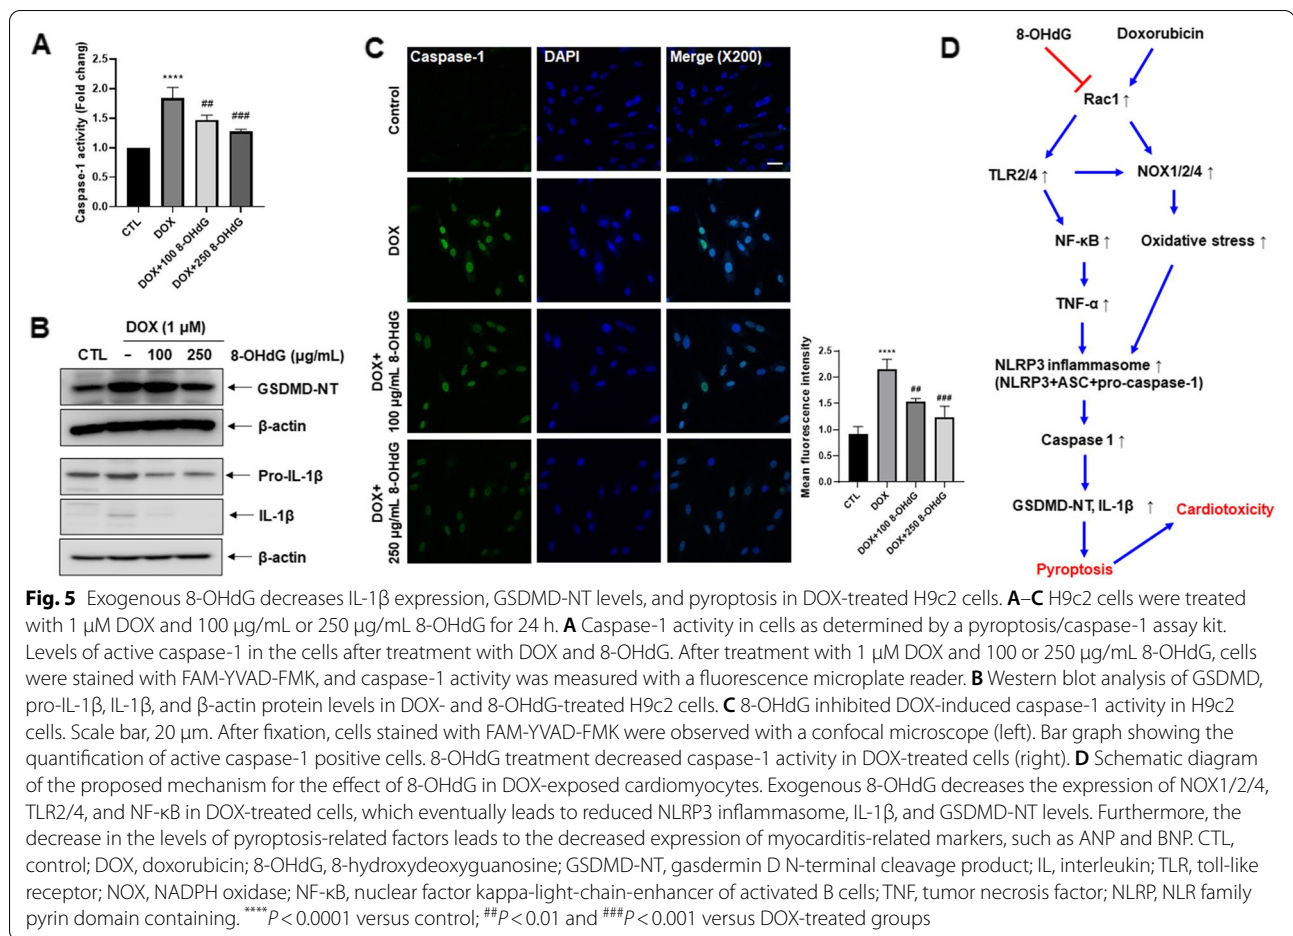 A
Caspase-1 activity (Fold chang)
2.5
2.0
1.5
1.0
0.5
0.0
****
##
###
CTL
DOX
DOX+100 8-OHdG
DOX+250 8-OHdG
B
DOX (1 μM)
CTL – 100 250 8-OHdG (μg/mL)
GSDMD-NT
β-actin
Pro-IL-1β
IL-1β
β-actin
C
Caspase-1 DAPI Merge (X200)
Control
DOX
DOX+
100 μg/mL 8-OHdG
DOX+
250 μg/mL 8-OHdG
Mean fluorescence intensity
2.5
2.0
1.5
1.0
0.5
0.0
****
##
###
CTL
DOX
DOX+100 8-OHdG
DOX+250 8-OHdG
D
8-OHdG Doxorubicin
Rac1 ↑
TLR2/4 ↑ NOX1/2/4 ↑
NF-κB ↑ Oxidative stress ↑
TNF-α ↑
NLRP3 inflammasome ↑
(NLRP3+ASC+pro-caspase-1)
Caspase 1 ↑
GSDMD-NT, IL-1β ↑
Cardiotoxicity
Pyroptosis
Fig. 5 Exogenous 8-OHdG decreases IL-1β expression, GSDMD-NT levels, and pyroptosis in DOX-treated H9c2 cells. A–C H9c2 cells were treated
with 1 μM DOX and 100 μg/mL or 250 μg/mL 8-OHdG for 24 h. A Caspase-1 activity in cells as determined by a pyroptosis/caspase-1 assay kit.
Levels of active caspase-1 in the cells after treatment with DOX and 8-OHdG. After treatment with 1 μM DOX and 100 or 250 μg/mL 8-OHdG, cells
were stained with FAM-YVAD-FMK, and caspase-1 activity was measured with a fluorescence microplate reader. B Western blot analysis of GSDMD,
pro-IL-1β, IL-1β, and β-actin protein levels in DOX- and 8-OHdG-treated H9c2 cells. C 8-OHdG inhibited DOX-induced caspase-1 activity in H9c2
cells. Scale bar, 20 μm. After fixation, cells stained with FAM-YVAD-FMK were observed with a confocal microscope (left). Bar graph showing the
quantification of active caspase-1 positive cells. 8-OHdG treatment decreased caspase-1 activity in DOX-treated cells (right). D Schematic diagram
of the proposed mechanism for the effect of 8-OHdG in DOX-exposed cardiomyocytes. Exogenous 8-OHdG decreases the expression of NOX1/2/4,
TLR2/4, and NF-κB in DOX-treated cells, which eventually leads to reduced NLRP3 inflammasome, IL-1β, and GSDMD-NT levels. Furthermore, the
decrease in the levels of pyroptosis-related factors leads to the decreased expression of myocarditis-related markers, such as ANP and BNP. CTL,
control; DOX, doxorubicin; 8-OHdG, 8-hydroxydeoxyguanosine; GSDMD-NT, gasdermin D N-terminal cleavage product; IL, interleukin; TLR, toll-like
receptor; NOX, NADPH oxidase; NF-κB, nuclear factor kappa-light-chain-enhancer of activated B cells; TNF, tumor necrosis factor; NLRP, NLR family
pyrin domain containing. ****P < 0.0001 versus control; ##P < 0.01 and ###P < 0.001 versus DOX-treated groups